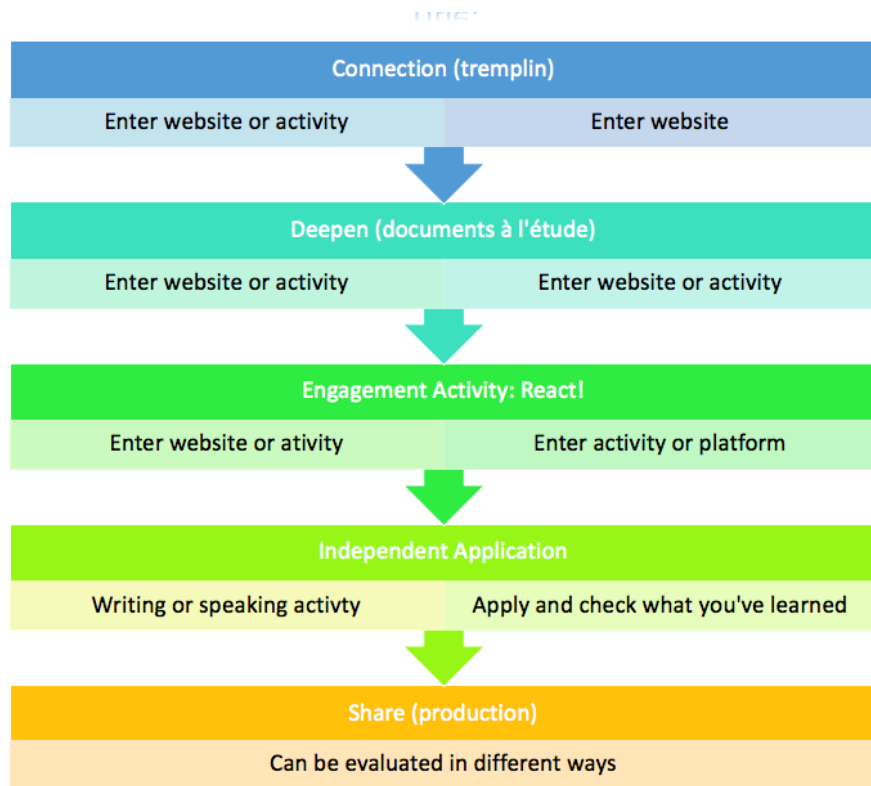 Connection (tremplin)
Enter website or activity
Enter website
Deepen (documents à l'étude)
Enter website or activity
Enter website or activity
Engagement Activity: React!
Enter website or ativity
Enter activity or platform
Independent Application
Writing or speaking activty
Apply and check what you've learned
Share (production)
Can be evaluated in different ways